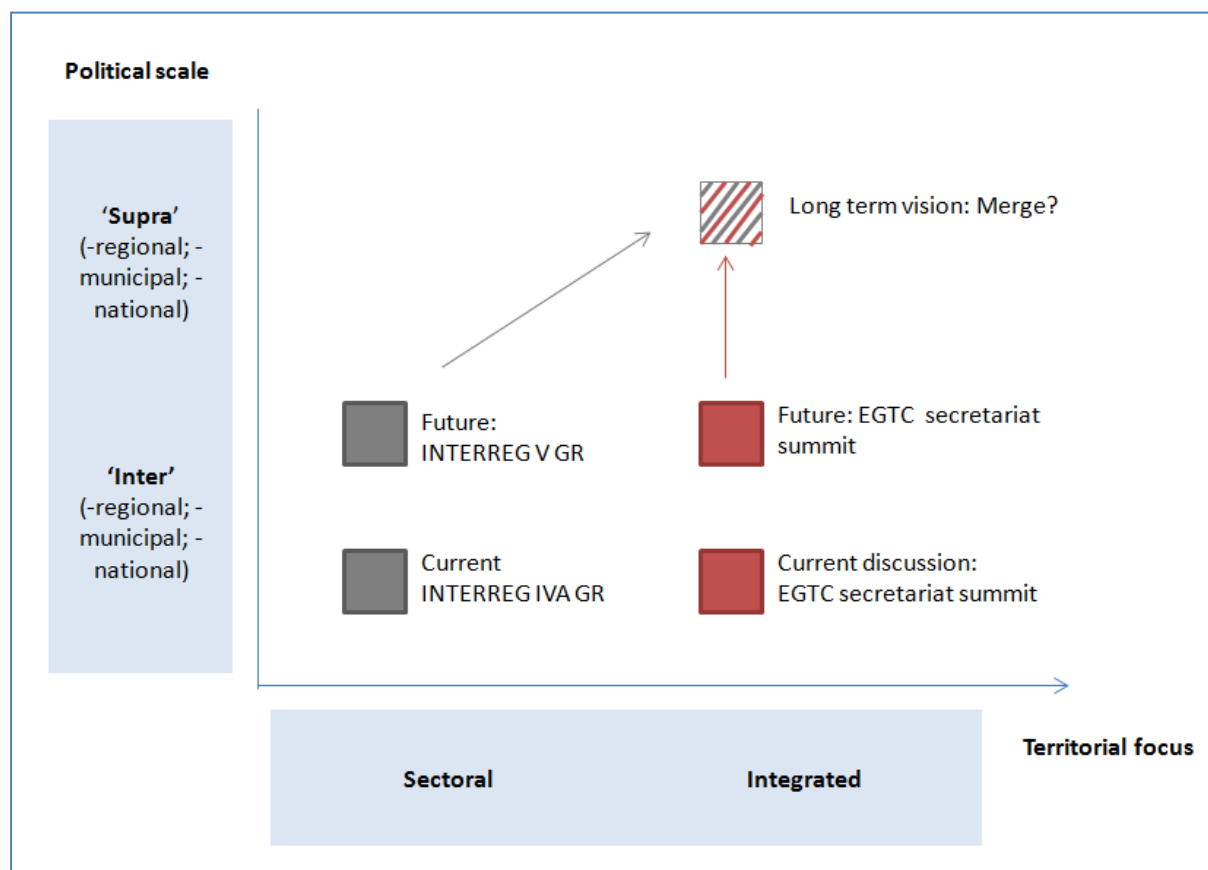 Political scale
‘Supra’
(-regional; -
municipal; -
national)
Long term vision: Merge?
Future:
INTERREG V GR
Future: EGTC  secretariat
summit
‘Inter’
(-regional; -
municipal; -
national)
Current
INTERREG IVA GR
Current discussion:
EGTC secretariat summit
Territorial focus
Sectoral
Integrated